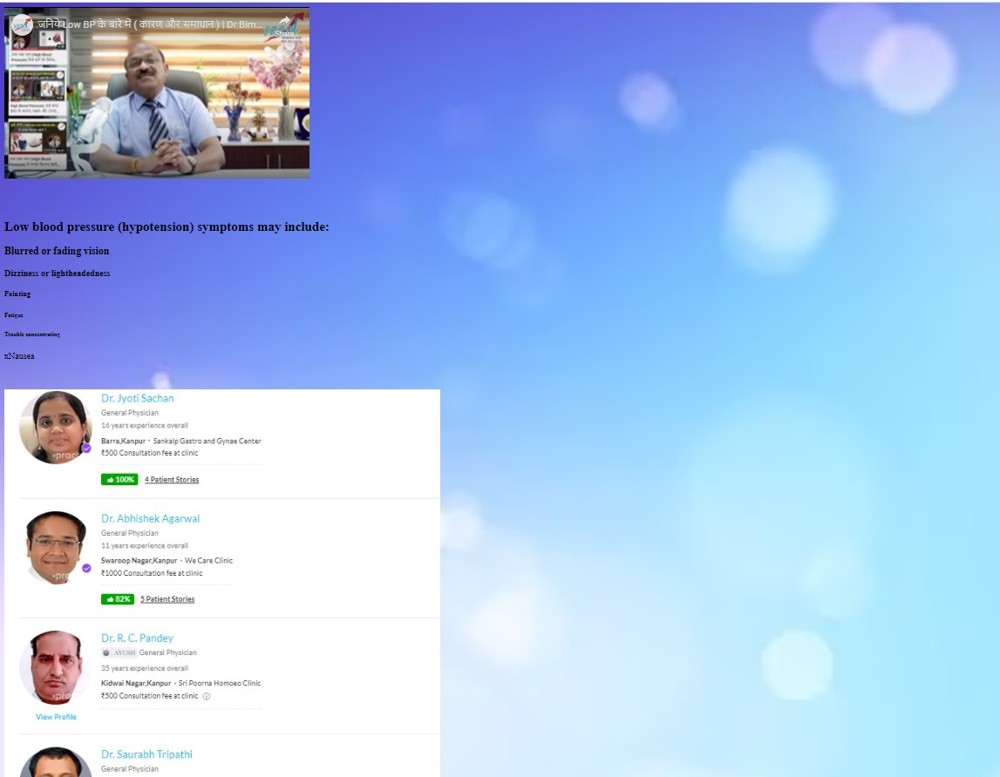 जनिये Low BP के बारे में ( कारण और समाधान ) | Dr Bim...
Share
Low blood pressure (hypotension) symptoms may include:
Blurred or fading vision
Dizziness or lightheadedness
Fainting
Fatigue
Trouble concentrating
xNausea
Dr. Jyoti Sachan
General Physician
16 years experience overall
Barra,Kanpur • Sankalp Gastro and Gynae Center
₹500 Consultation fee at clinic
100% 4 Patient Stories
Dr. Abhishek Agarwal
General Physician
11 years experience overall
Swaroop Nagar,Kanpur • We Care Clinic
₹1000 Consultation fee at clinic
82% 5 Patient Stories
Dr. R. C. Pandey
AYUSH General Physician
35 years experience overall
Kidwai Nagar,Kanpur • Sri Poorna Homoeo Clinic
₹500 Consultation fee at clinic
View Profile
Dr. Saurabh Tripathi
General Physician